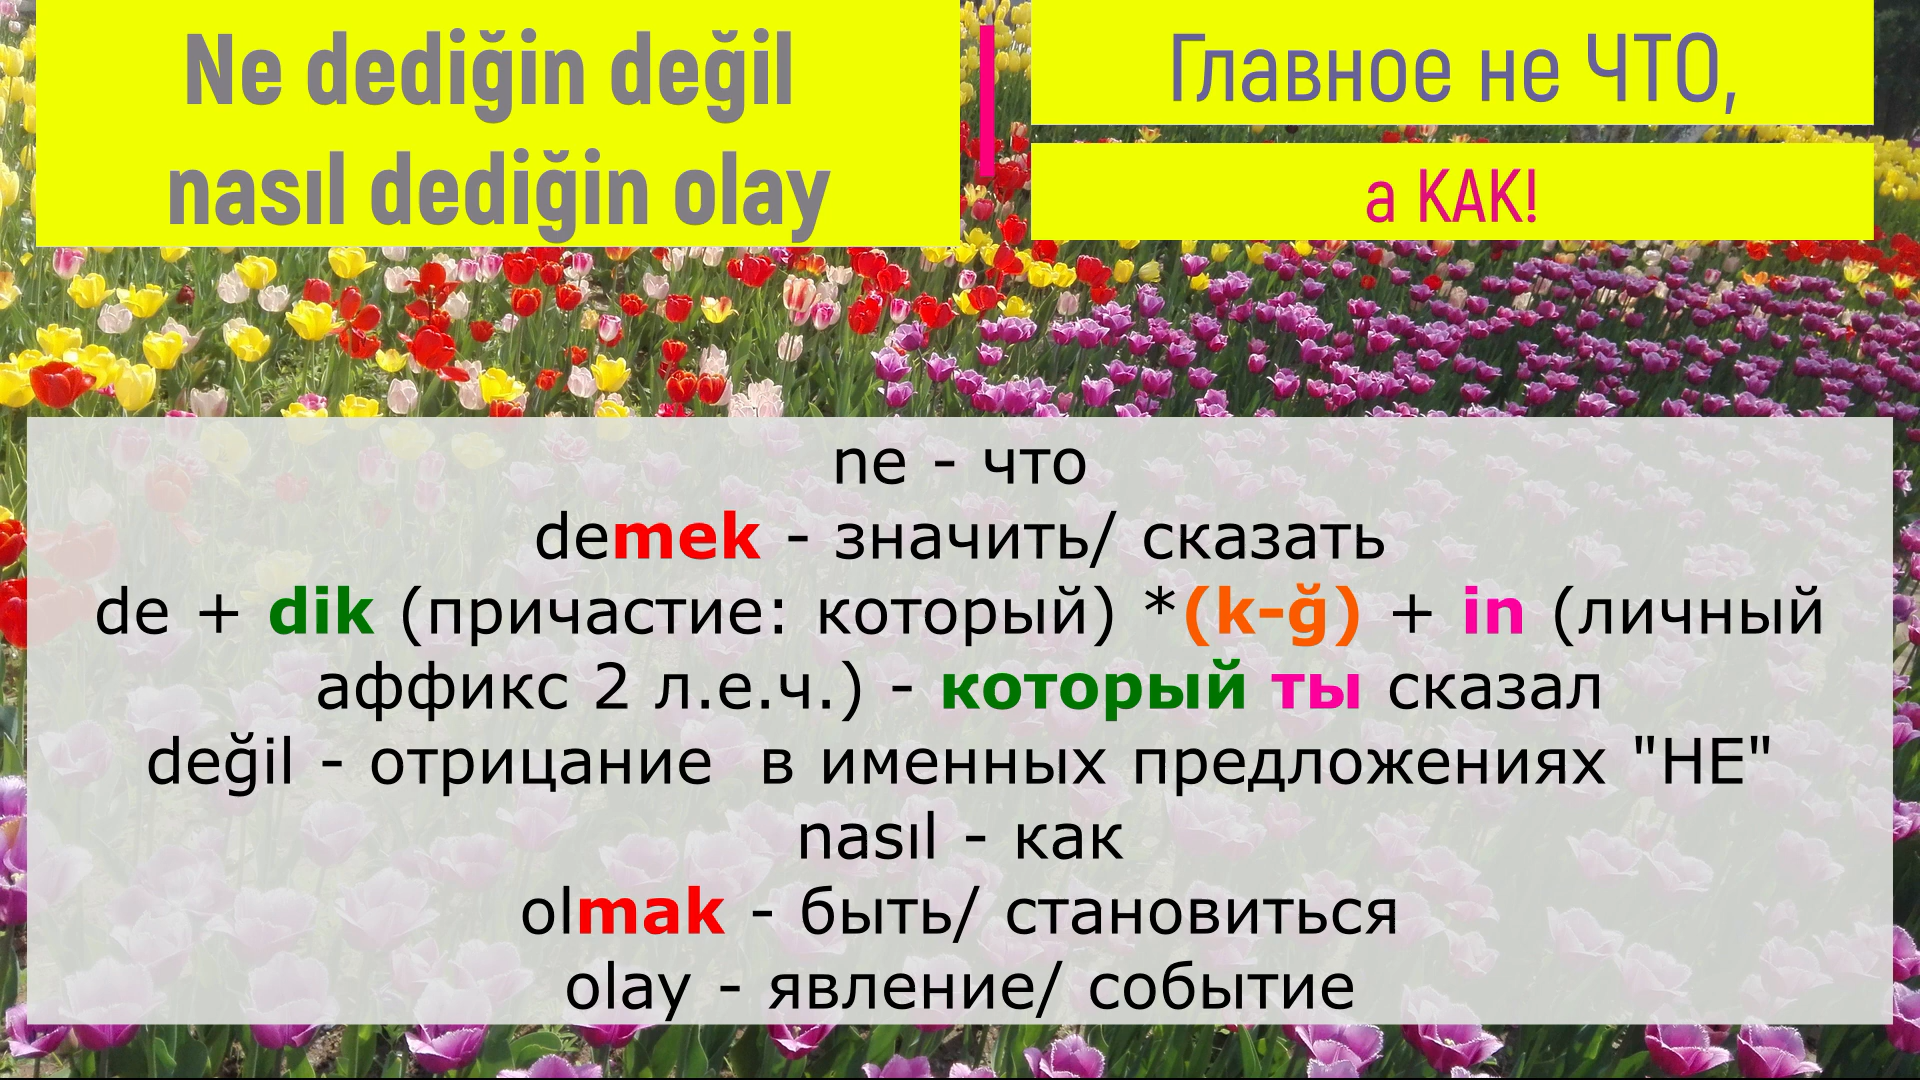 Ne dediğin değil
nasıl dediğin olay
Главное не ЧТО,
а КАК!
ne - что
demek - значить/ сказать
de + dik (причастие: который) *(k-ğ) + in (личный
аффикс 2 л.е.ч.) - который ты сказал
değil - отрицание  в именных предложениях "НЕ"
nasıl - как
olmak - быть/ становиться
olay - явление/ событие